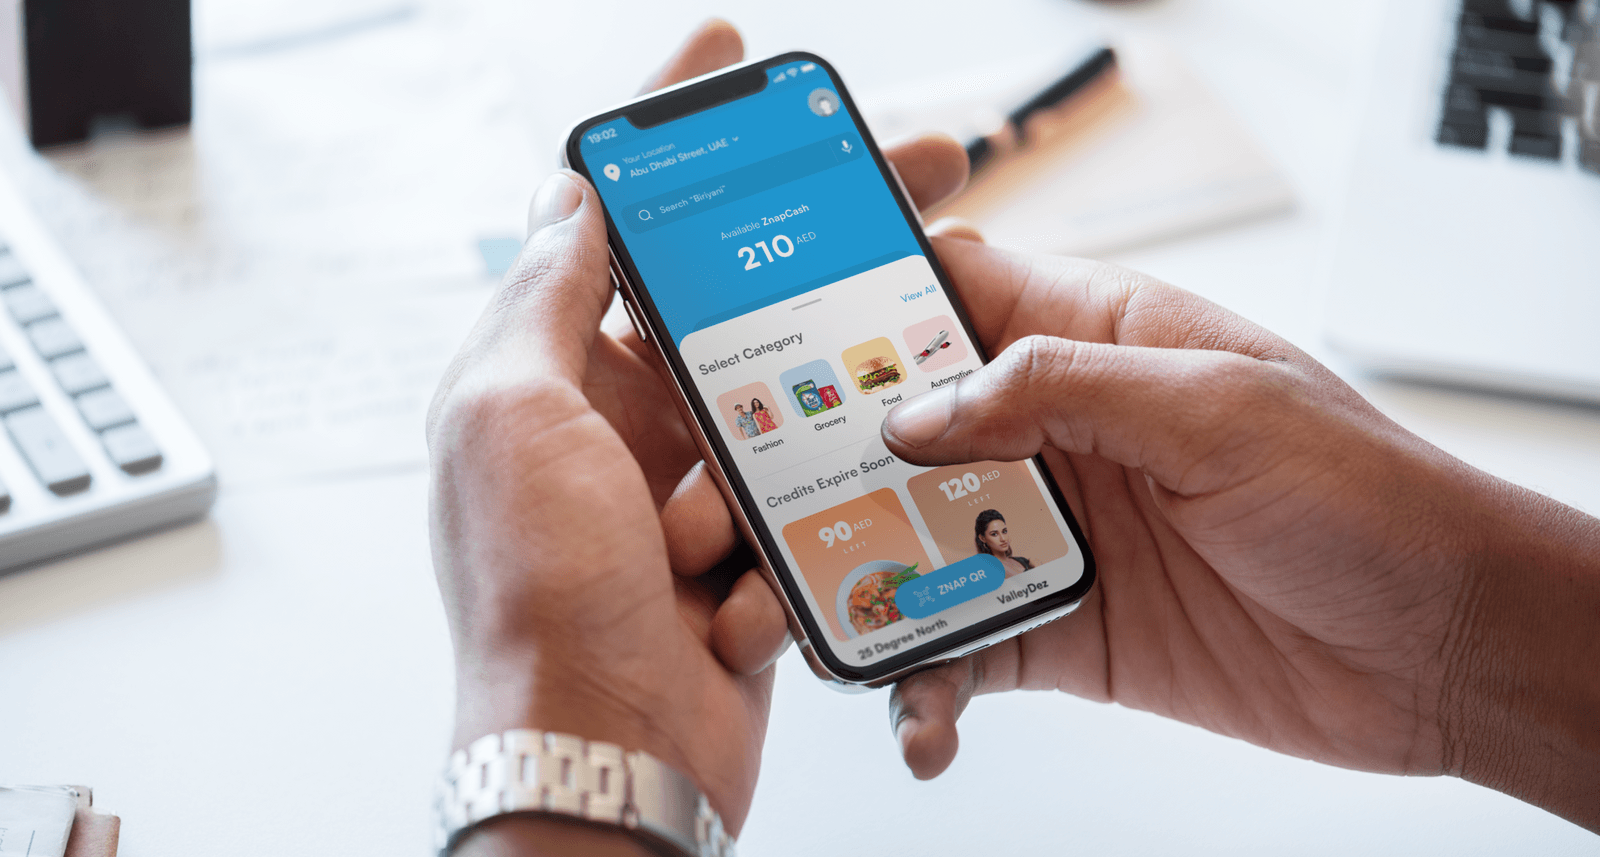 19:02
Your Location
Abu Dhabi Street, UAE
Search "Biriyani"
Available ZnapCash
210 AED
View All
Select Category
Fashion
Grocery
Food
Automotive
Credits Expire Soon
90 AED
LEFT
120 AED
LEFT
ZNAP QR
25 Degree North
ValleyDez